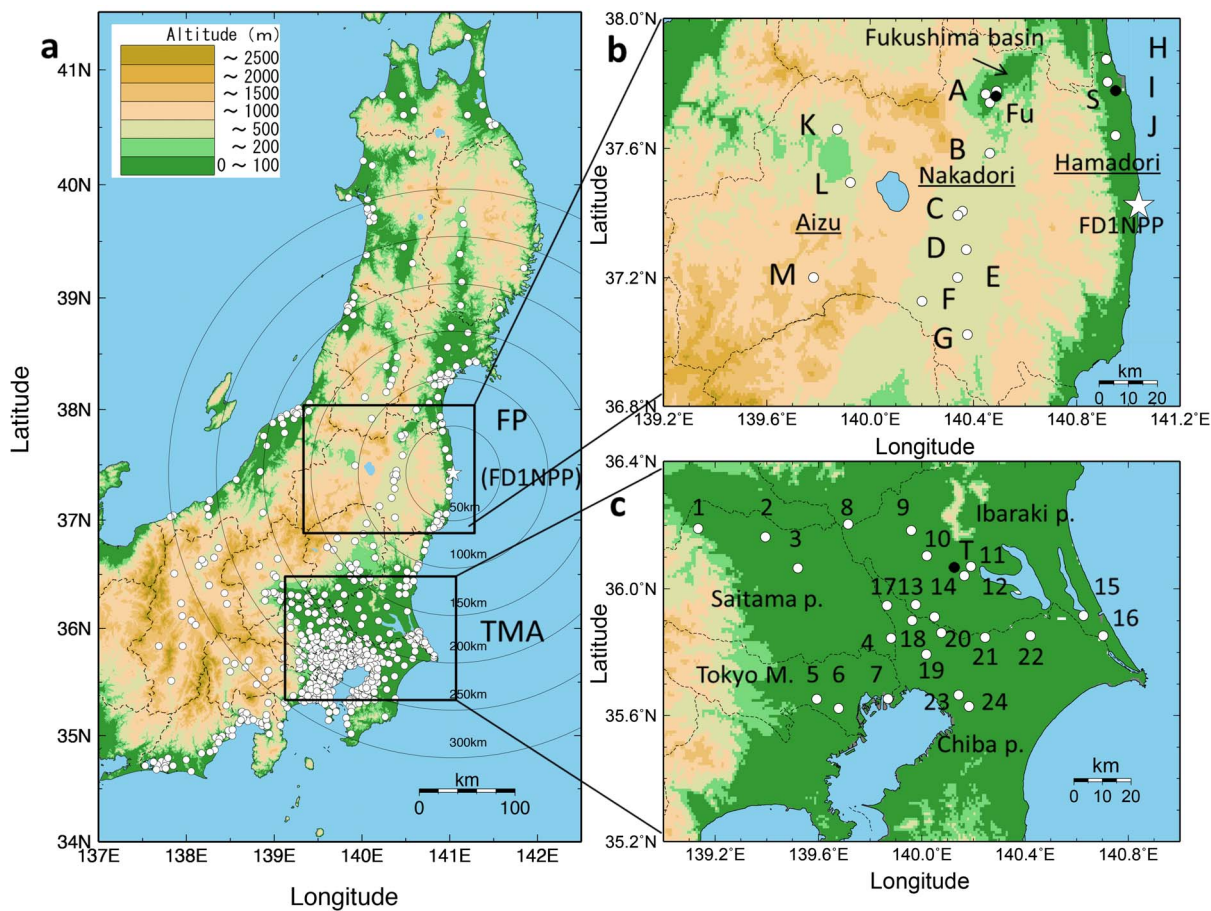 a
Altitude (m)
~ 2500
~ 2000
~ 1500
~ 1000
~ 500
~ 200
0 ~ 100
41N
40N
39N
38N
37N
36N
35N
34N
Latitude
137E
138E
139E
140E
141E
142E
Longitude
FP
(FD1NPP)
TMA
50km
100km
150km
200km
250km
300km
km
0
100
b
38.0˚N
37.6˚N
37.2˚N
36.8˚N
Latitude
139.2˚E
139.6˚E
140.0˚E
140.4˚E
140.8˚E
141.2˚E
Longitude
Fukushima basin
H
I
S
J
A
Fu
K
B
Hamadori
Nakadori
L
C
Aizu
FD1NPP
D
M
E
F
G
km
0 10 20
c
36.4˚N
36.0˚N
35.6˚N
35.2˚N
Latitude
139.2˚E
139.6˚E
140.0˚E
140.4˚E
140.8˚E
Longitude
1
2
8
9
Ibaraki p.
3
10
T
11
17
13
14
12
15
Saitama p.
16
4
18
20
21
22
19
Tokyo M.
5
6
7
23
24
Chiba p.
km
0 10 20